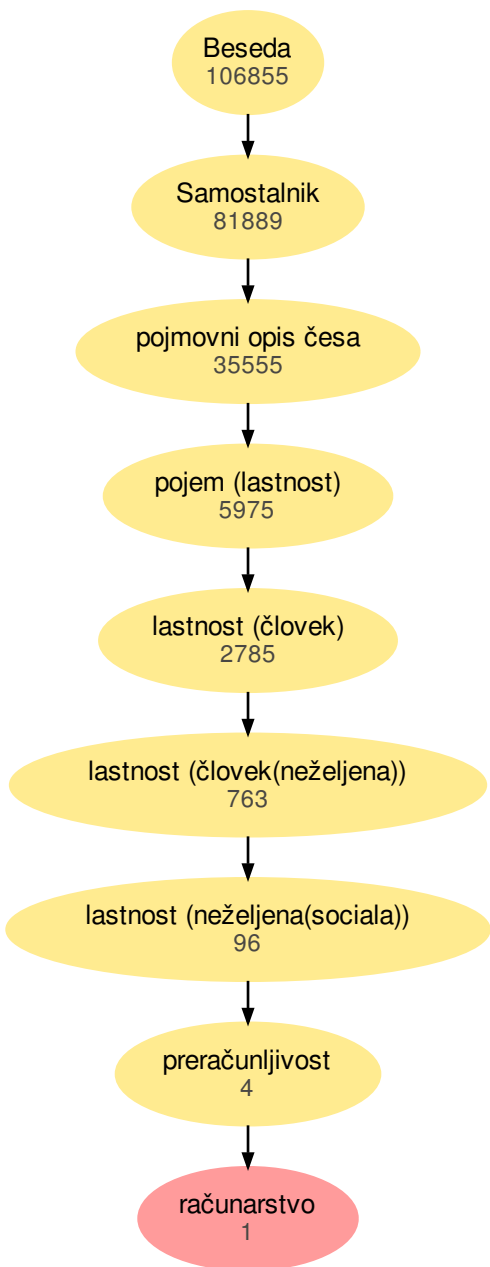 Beseda
106855
Samostalnik
81889
pojmovni opis česa
35555
pojem (lastnost)
5975
lastnost (človek)
2785
lastnost (človek(neželjena))
763
lastnost (neželjena(sociala))
96
preračunljivost
4
računarstvo
1